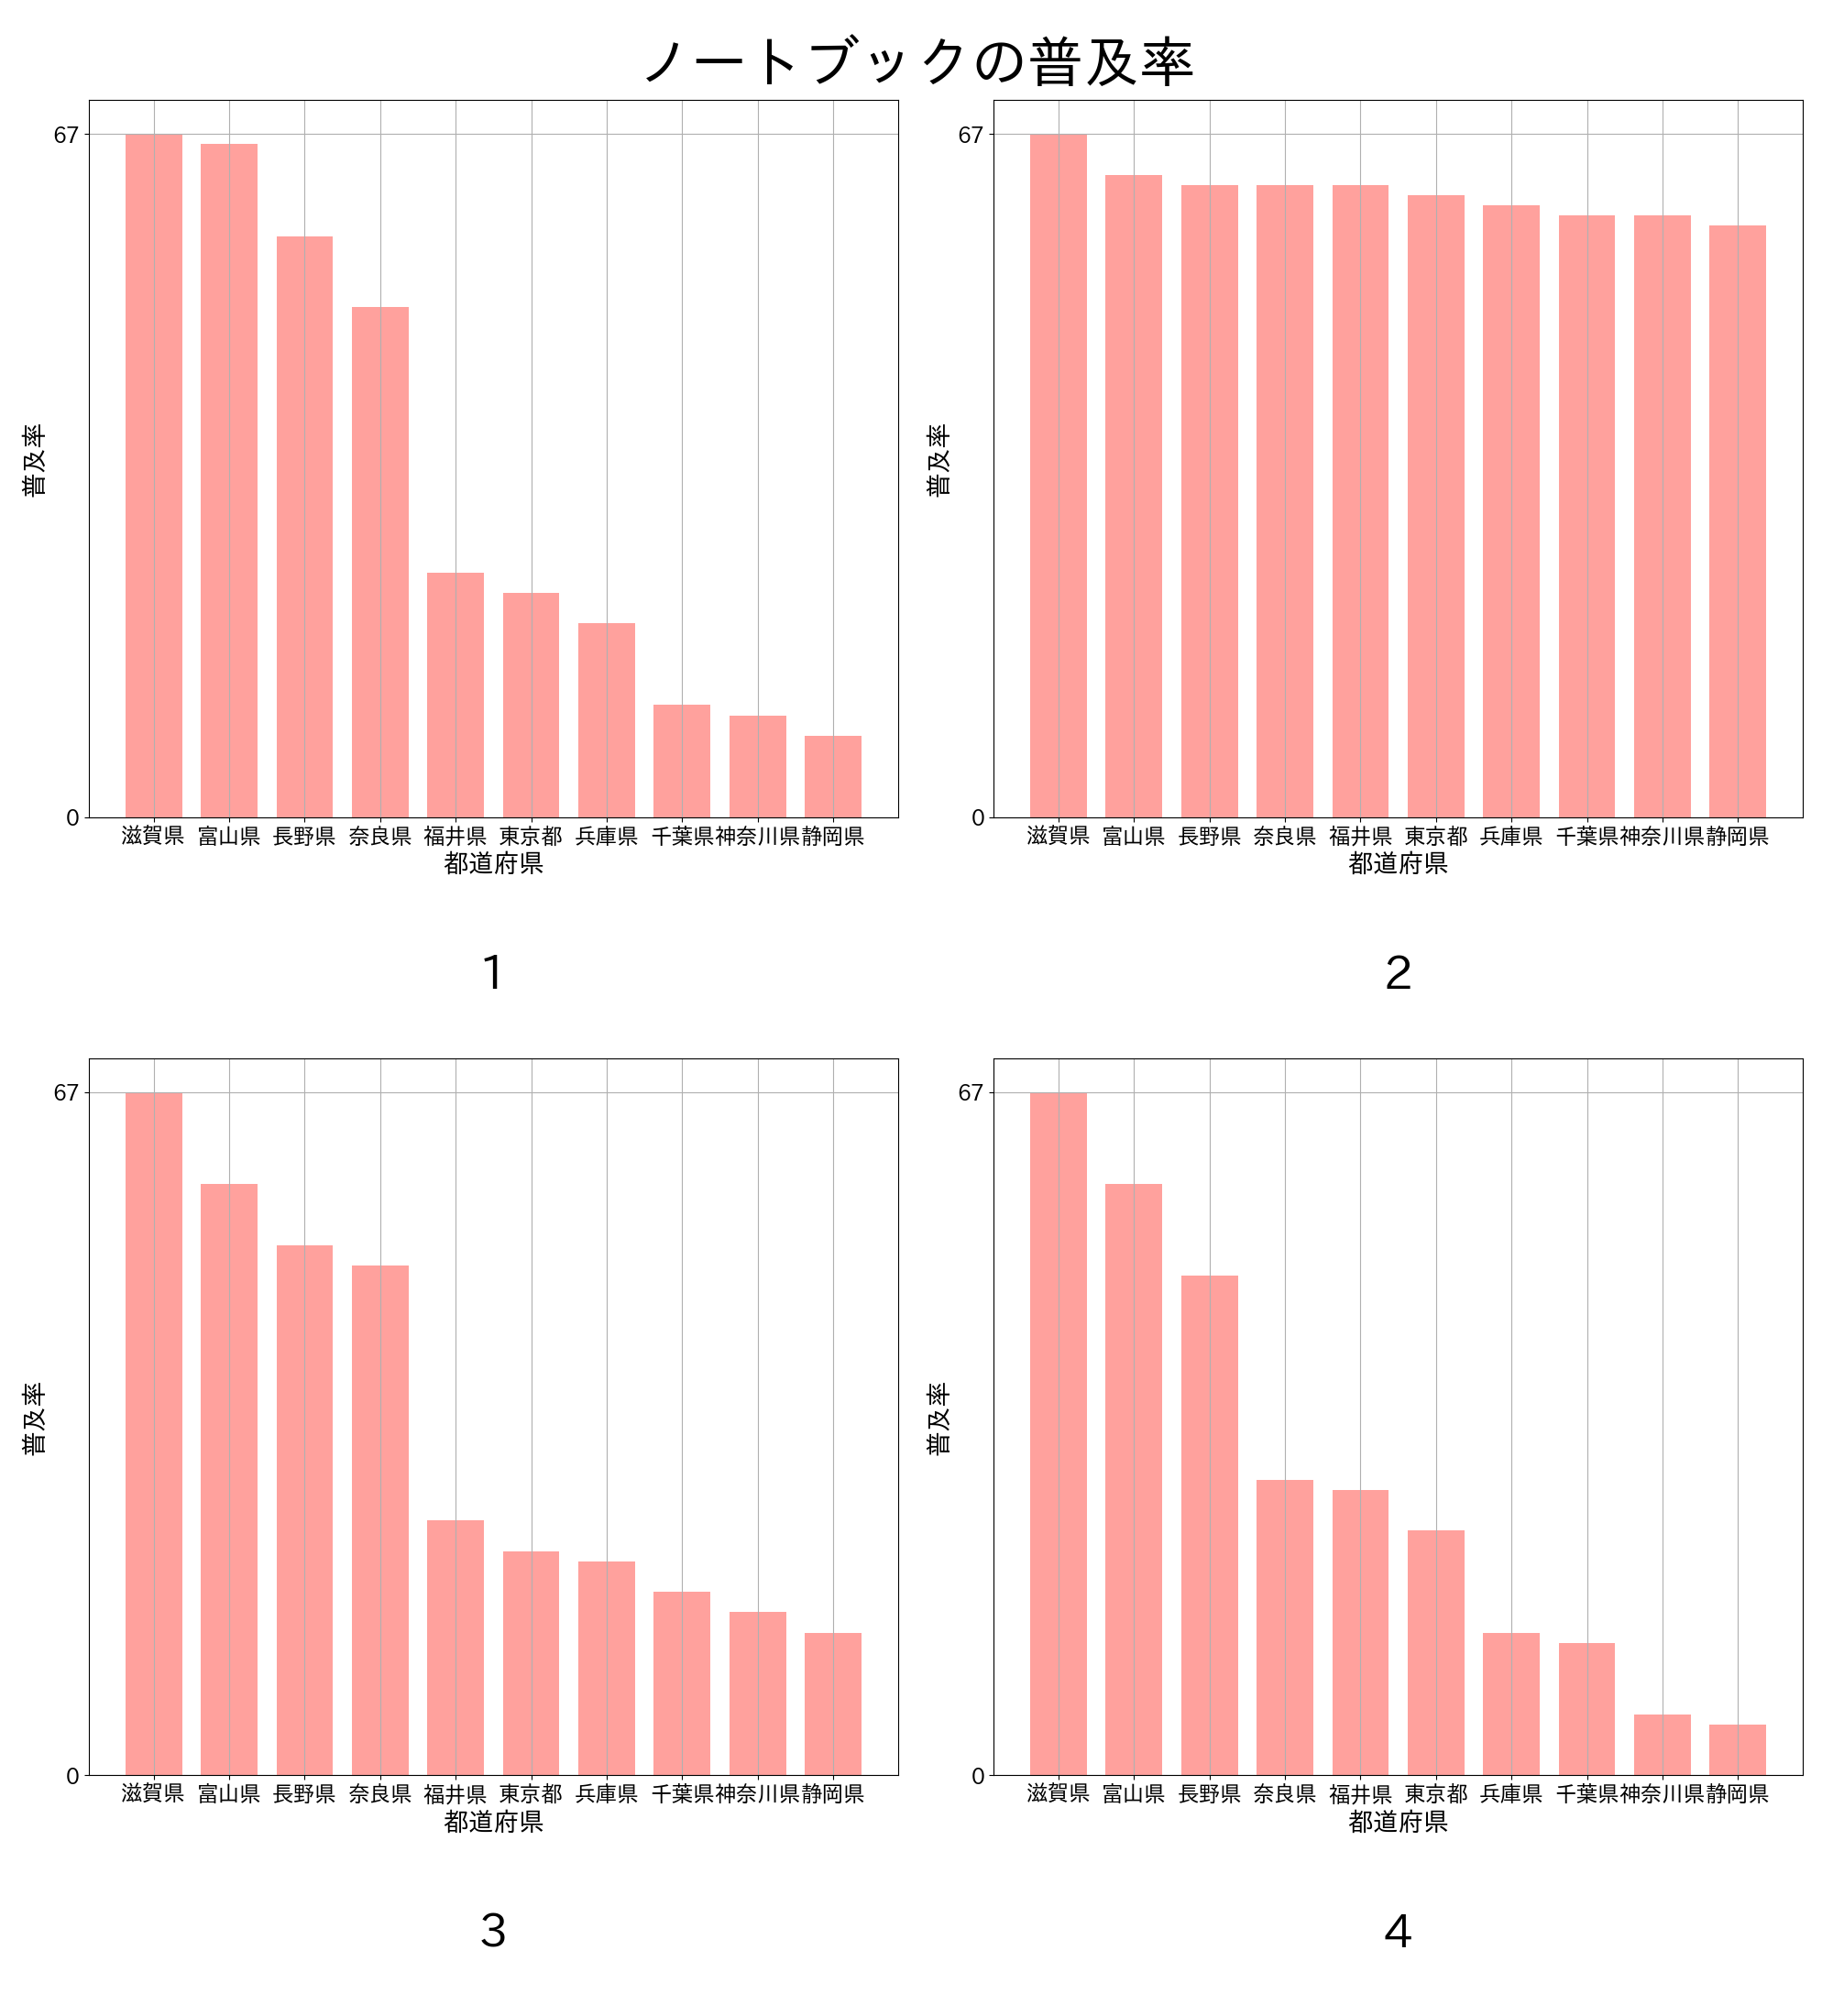 ノートブックの普及率
67
0
普及率
滋賀県 富山県 長野県 奈良県 福井県 東京都 兵庫県 千葉県 神奈川県 静岡県
都道府県
1
67
0
普及率
滋賀県 富山県 長野県 奈良県 福井県 東京都 兵庫県 千葉県 神奈川県 静岡県
都道府県
2
67
0
普及率
滋賀県 富山県 長野県 奈良県 福井県 東京都 兵庫県 千葉県 神奈川県 静岡県
都道府県
3
67
0
普及率
滋賀県 富山県 長野県 奈良県 福井県 東京都 兵庫県 千葉県 神奈川県 静岡県
都道府県
4